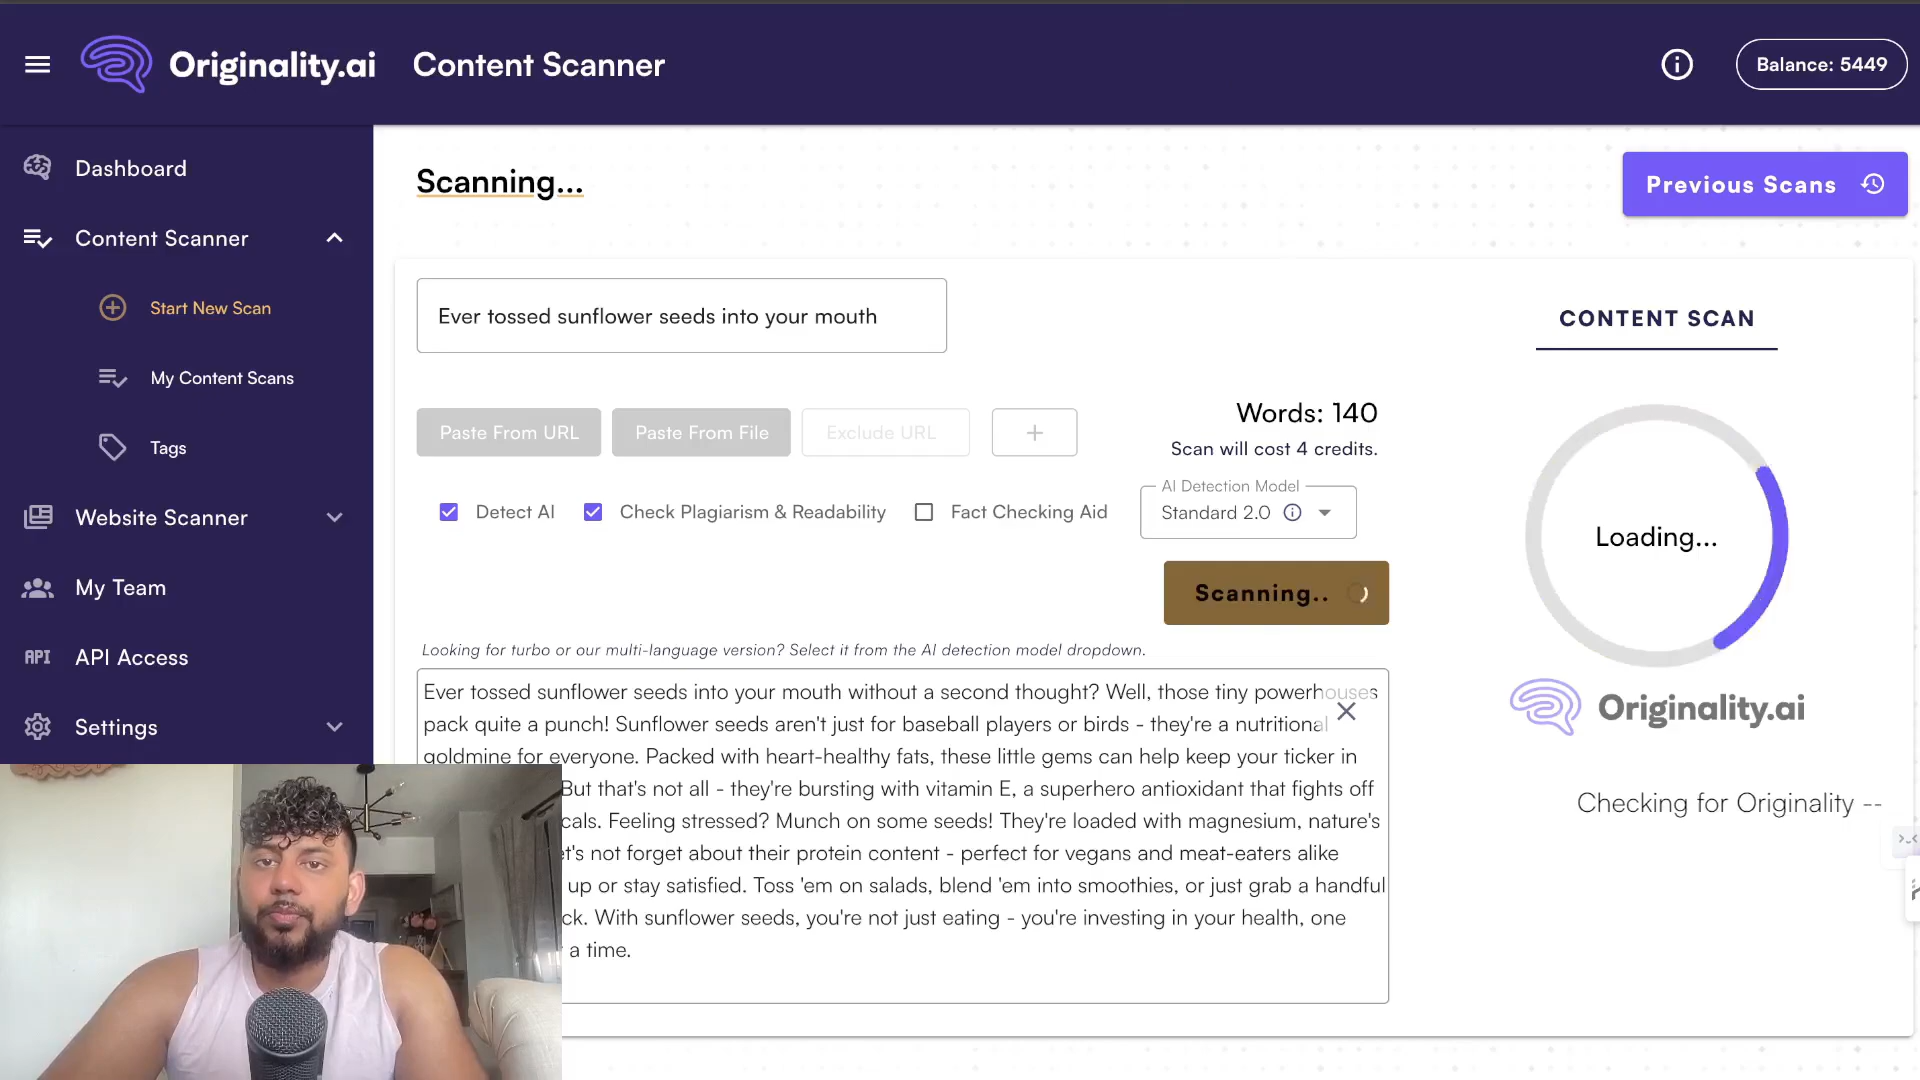 Originality.ai
Content Scanner
Balance: 5449
Dashboard
Content Scanner
Start New Scan
My Content Scans
Tags
Website Scanner
My Team
API
API Access
Settings
Scanning...
Previous Scans
Ever tossed sunflower seeds into your mouth
Paste From URL
Paste From File
Exclude URL
+
Words: 140
Scan will cost 4 credits.
Detect AI
Check Plagiarism & Readability
Fact Checking Aid
AI Detection Model
Standard 2.0
Scanning..
Looking for turbo or our multi-language version? Select it from the AI detection model dropdown.
Ever tossed sunflower seeds into your mouth without a second thought? Well, those tiny powerhouses
pack quite a punch! Sunflower seeds aren't just for baseball players or birds - they're a nutritional
goldmine for everyone. Packed with heart-healthy fats, these little gems can help keep your ticker in
But that's not all - they're bursting with vitamin E, a superhero antioxidant that fights off
cals. Feeling stressed? Munch on some seeds! They're loaded with magnesium, nature's
et's not forget about their protein content - perfect for vegans and meat-eaters alike
up or stay satisfied. Toss 'em on salads, blend 'em into smoothies, or just grab a handful
ck. With sunflower seeds, you're not just eating - you're investing in your health, one
a time.
CONTENT SCAN
Loading...
Originality.ai
Checking for Originality --